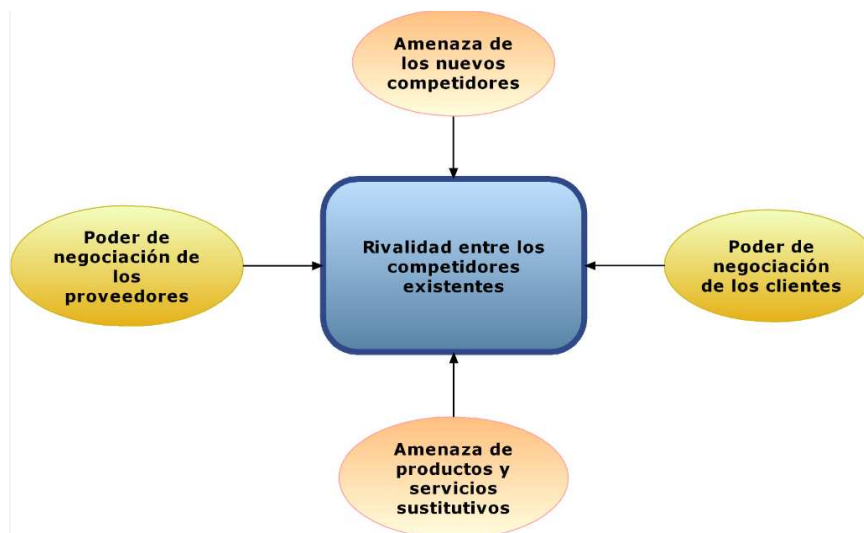 Amenaza de
los nuevos
competidores
Poder de
negociación de
los
proveedores
Rivalidad entre los
competidores
existentes
Poder de
negociación
de los clientes
Amenaza de
productos y
servicios
sustitutivos